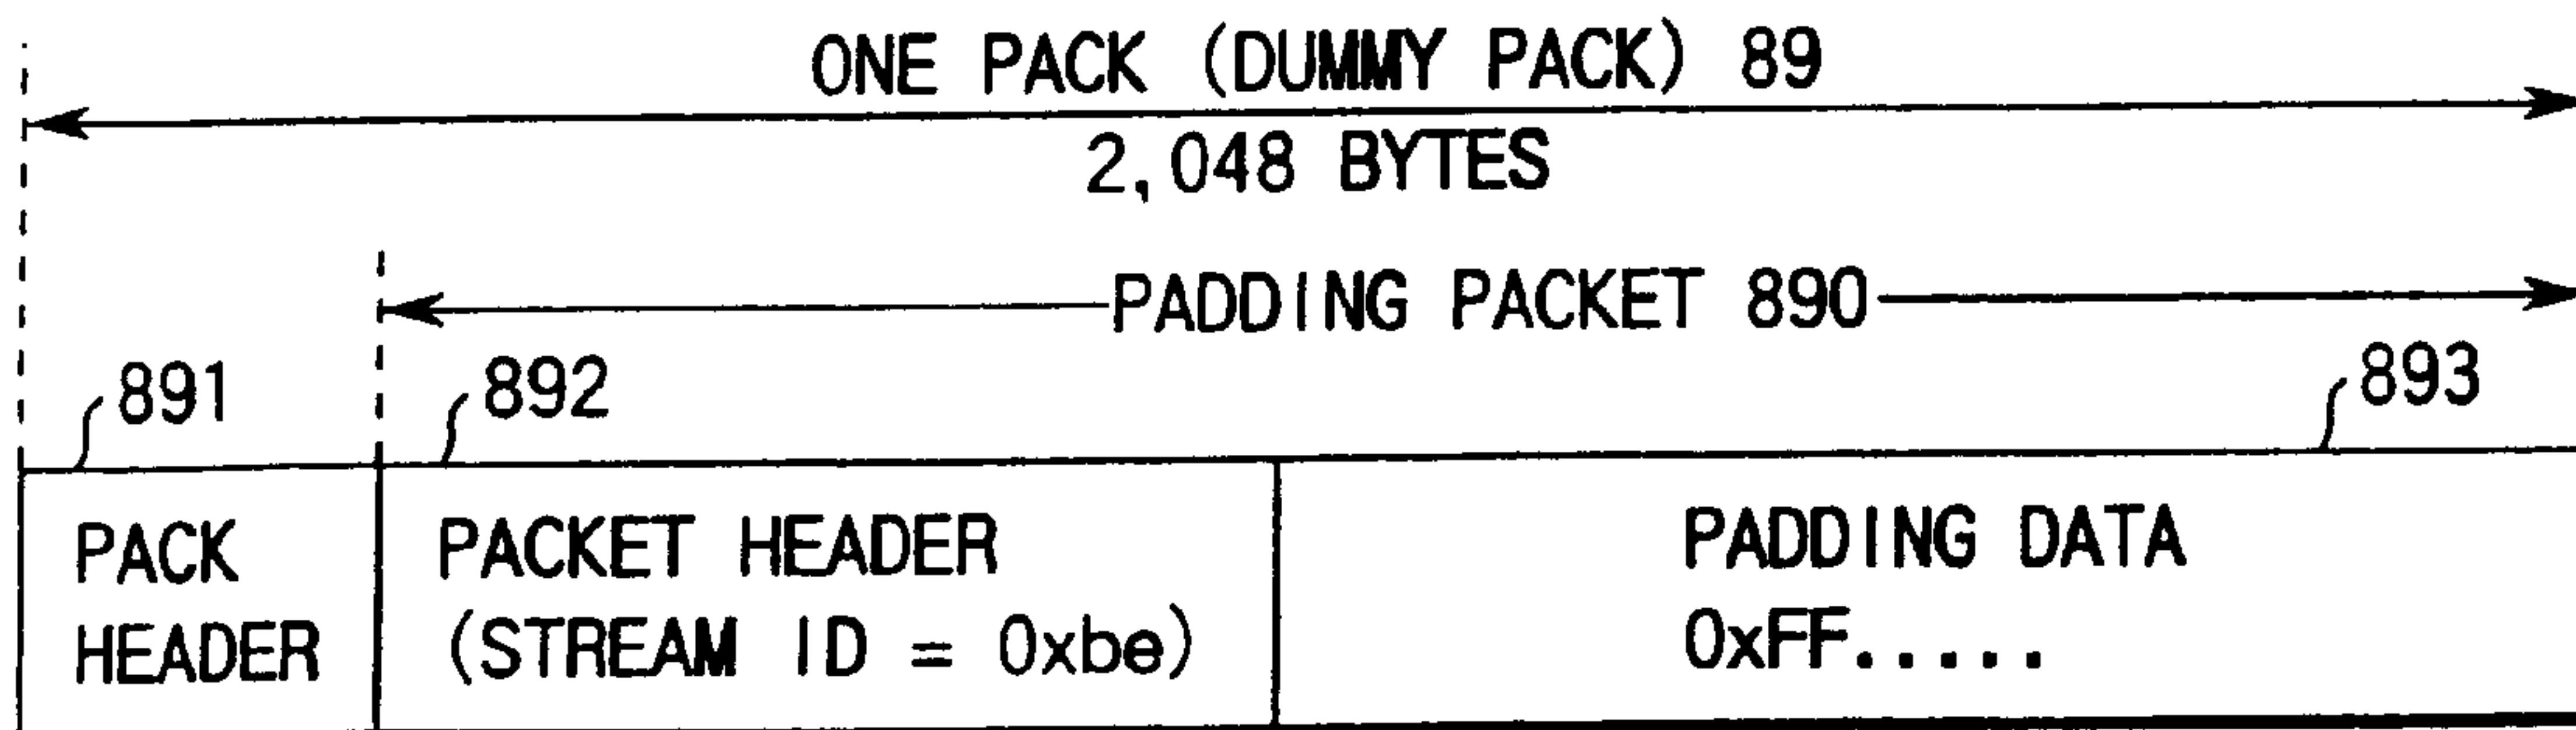 ONE PACK (DUMMY PACK) 89
2,048 BYTES
PADDING PACKET 890
891 892 893
PACK HEADER
PACKET HEADER
(STREAM ID = 0xbe)
PADDING DATA
0xFF.....